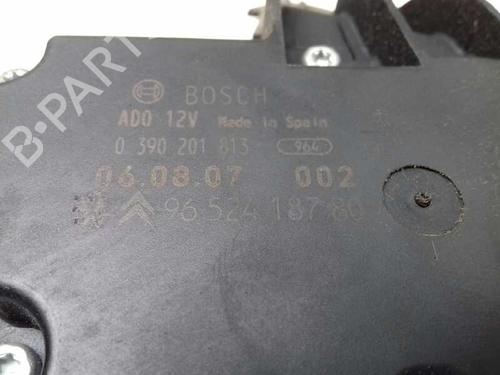 BOSCH
ADO 12V Made in Spain
0 390 201 813 964
06.08.07 002
96 524 187 80
B-PARTS